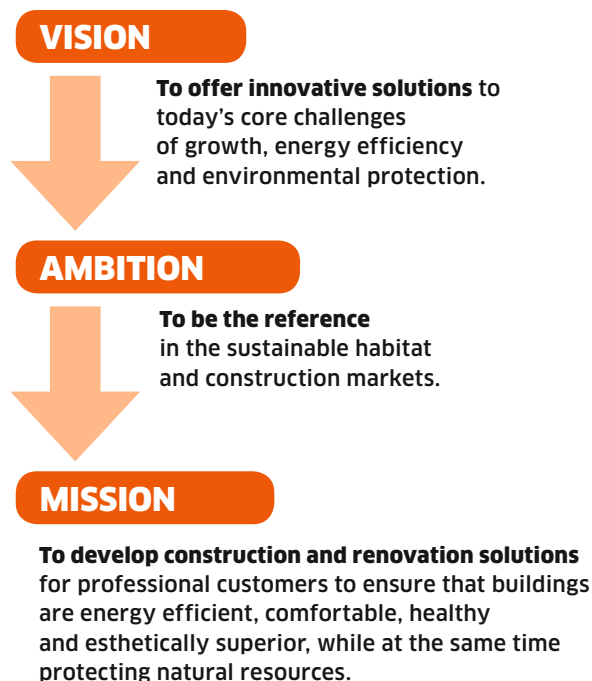 VISION
To offer innovative solutions to
today's core challenges
of growth, energy efficiency
and environmental protection.
AMBITION
To be the reference
in the sustainable habitat
and construction markets.
MISSION
To develop construction and renovation solutions
for professional customers to ensure that buildings
are energy efficient, comfortable, healthy
and esthetically superior, while at the same time
protecting natural resources.